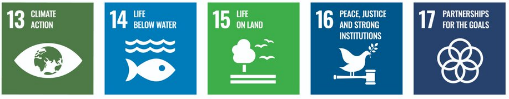 13 CLIMATE
ACTION
14 LIFE
BELOW WATER
15 LIFE
ON LAND
16 PEACE, JUSTICE
AND STRONG
INSTITUTIONS
17 PARTNERSHIPS
FOR THE GOALS